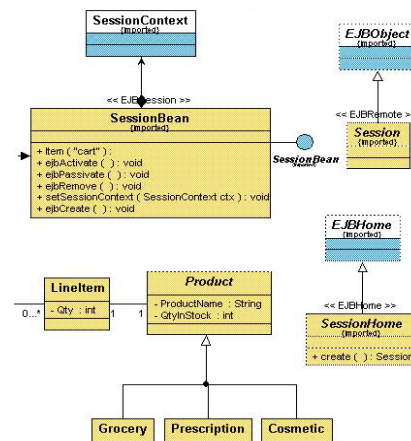 SessionContext
{imported}
<< EJBSession >>
SessionBean
{imported}
+ Item ( "cart" ) :
+ ejbActivate ( ) : void
+ ejbPassivate ( ) : void
+ ejbRemove ( ) : void
+ setSessionContext ( SessionContext ctx ) : void
+ ejbCreate ( ) : void
SessionBean
{imported}
EJBObject
{imported}
<< EJBRemote >>
Session
{imported}
EJBHome
{imported}
<< EJBHome >>
SessionHome
{imported}
+ create ( ) : Session
LineItem
- Qty : int
0...*
1
1
Product
- ProductName : String
- QtyInStock : int
Grocery
Prescription
Cosmetic